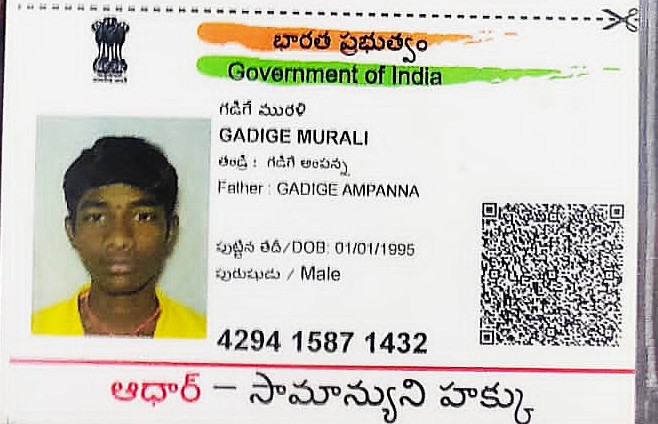 భారత ప్రభుత్వం
Government of India
గడిగే మురళి
GADIGE MURALI
తండ్రి : గడిగే అంపన్న
Father : GADIGE AMPANNA
పుట్టిన తేదీ/DOB: 01/01/1995
పురుషుడు / Male
4294 1587 1432
ఆధార్ – సామాన్యుని హక్కు